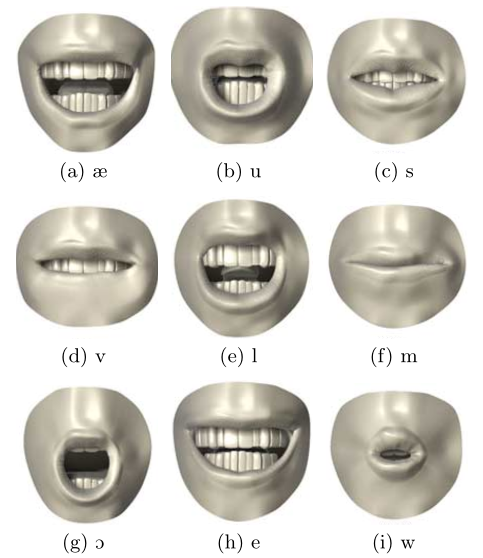 (a) æ
(b) u
(c) s
(d) v
(e) l
(f) m
(g) ɔ
(h) e
(i) w